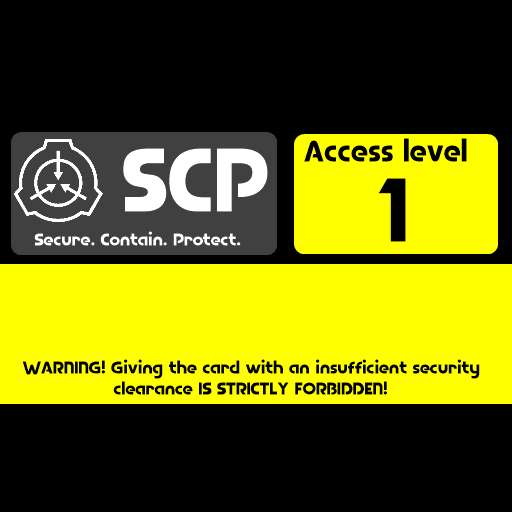 SCP
Secure. Contain. Protect.
Access level
1
WARNING! Giving the card with an insufficient security
clearance IS STRICTLY FORBIDDEN!